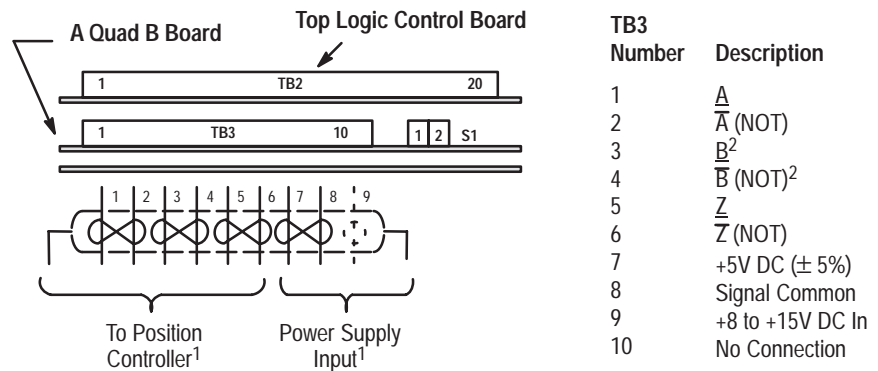 A Quad B Board
Top Logic Control Board
1 TB2 20
1 TB3 10 1 2 S1
1 2 3 4 5 6 7 8 9
To Position
Controller¹
Power Supply
Input¹
TB3
Number Description
1 A
2 A̅ (NOT)
3 B²
4 B̅ (NOT)²
5 Z
6 Z̅ (NOT)
7 +5V DC (± 5%)
8 Signal Common
9 +8 to +15V DC In
10 No Connection